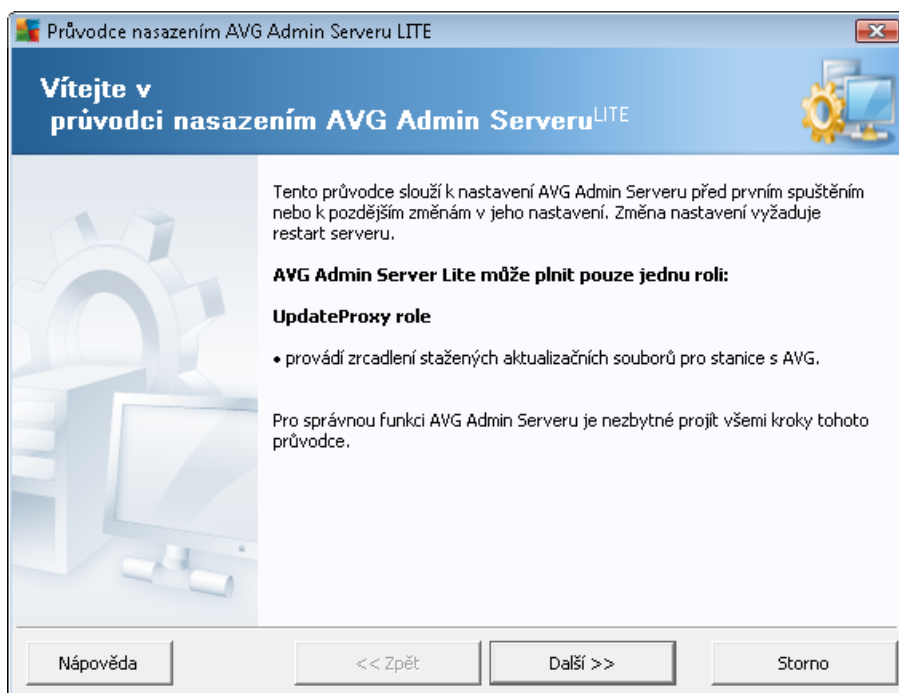 Průvodce nasazením AVG Admin Serveru LITE
Vítejte v
průvodci nasazením AVG Admin Serveru LITE
Tento průvodce slouží k nastavení AVG Admin Serveru před prvním spuštěním
nebo k pozdějším změnám v jeho nastavení. Změna nastavení vyžaduje
restart serveru.
AVG Admin Server Lite může plnit pouze jednu roli:
UpdateProxy role
• provádí zrcadlení stažených aktualizačních souborů pro stanice s AVG.
Pro správnou funkci AVG Admin Serveru je nezbytné projít všemi kroky tohoto
průvodce.
Nápověda
<< Zpět
Další >>
Storno